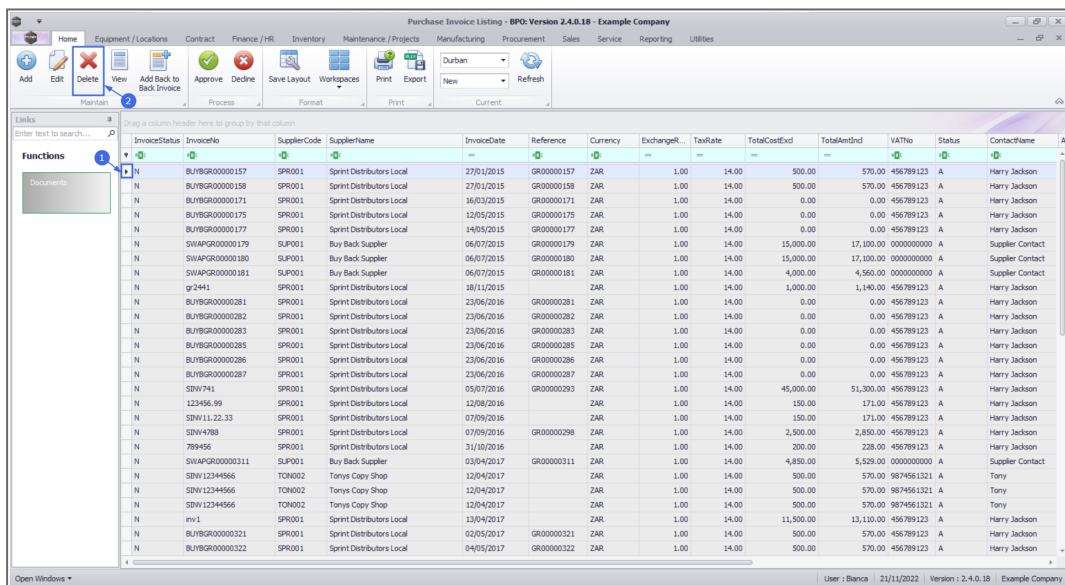 Purchase Invoice Listing - BPO: Version 2.4.0.18 - Example Company
Home Equipment / Locations Contract Finance / HR Inventory Maintenance / Projects Manufacturing Procurement Sales Service Reporting Utilities
Add Edit Delete View Add Back to Back Invoice Approve Decline Save Layout Workspaces Print Export Durban Refresh
New
Maintain 2 Process Format Print Current
Links
Drag a column header here to group by that column
Enter text to search...
InvoiceStatus InvoiceNo SupplierCode SupplierName InvoiceDate Reference Currency ExchangeR... TaxRate TotalCostExcl TotalAmtIncl VATNo Status ContactName A
Functions
1
Documents
N BUYBGR00000157 SPR001 Sprint Distributors Local 27/01/2015 GR00000157 ZAR 1.00 14.00 500.00 570.00 456789123 A Harry Jackson
N BUYBGR00000158 SPR001 Sprint Distributors Local 27/01/2015 GR00000158 ZAR 1.00 14.00 500.00 570.00 456789123 A Harry Jackson
N BUYBGR00000171 SPR001 Sprint Distributors Local 16/03/2015 GR00000171 ZAR 1.00 14.00 0.00 0.00 456789123 A Harry Jackson
N BUYBGR00000175 SPR001 Sprint Distributors Local 12/05/2015 GR00000175 ZAR 1.00 14.00 0.00 0.00 456789123 A Harry Jackson
N BUYBGR00000177 SPR001 Sprint Distributors Local 14/05/2015 GR00000177 ZAR 1.00 14.00 0.00 0.00 456789123 A Harry Jackson
N SWAPGR00000179 SUP001 Buy Back Supplier 06/07/2015 GR00000179 ZAR 1.00 14.00 15,000.00 17,100.00 0000000000 A Supplier Contact
N SWAPGR00000180 SUP001 Buy Back Supplier 06/07/2015 GR00000180 ZAR 1.00 14.00 15,000.00 17,100.00 0000000000 A Supplier Contact
N SWAPGR00000181 SUP001 Buy Back Supplier 06/07/2015 GR00000181 ZAR 1.00 14.00 4,000.00 4,560.00 0000000000 A Supplier Contact
N gr2441 SPR001 Sprint Distributors Local 18/11/2015 ZAR 1.00 14.00 1,000.00 1,140.00 456789123 A Harry Jackson
N BUYBGR00000281 SPR001 Sprint Distributors Local 23/06/2016 GR00000281 ZAR 1.00 14.00 0.00 0.00 456789123 A Harry Jackson
N BUYBGR00000282 SPR001 Sprint Distributors Local 23/06/2016 GR00000282 ZAR 1.00 14.00 0.00 0.00 456789123 A Harry Jackson
N BUYBGR00000283 SPR001 Sprint Distributors Local 23/06/2016 GR00000283 ZAR 1.00 14.00 0.00 0.00 456789123 A Harry Jackson
N BUYBGR00000285 SPR001 Sprint Distributors Local 23/06/2016 GR00000285 ZAR 1.00 14.00 0.00 0.00 456789123 A Harry Jackson
N BUYBGR00000286 SPR001 Sprint Distributors Local 23/06/2016 GR00000286 ZAR 1.00 14.00 0.00 0.00 456789123 A Harry Jackson
N BUYBGR00000287 SPR001 Sprint Distributors Local 23/06/2016 GR00000287 ZAR 1.00 14.00 0.00 0.00 456789123 A Harry Jackson
N SINV741 SPR001 Sprint Distributors Local 05/07/2016 GR00000293 ZAR 1.00 14.00 45,000.00 51,300.00 456789123 A Harry Jackson
N 123456.99 SPR001 Sprint Distributors Local 12/08/2016 ZAR 1.00 14.00 150.00 171.00 456789123 A Harry Jackson
N SINV11.22.33 SPR001 Sprint Distributors Local 07/09/2016 ZAR 1.00 14.00 150.00 171.00 456789123 A Harry Jackson
N SINV4788 SPR001 Sprint Distributors Local 07/09/2016 GR00000298 ZAR 1.00 14.00 2,500.00 2,850.00 456789123 A Harry Jackson
N 789456 SPR001 Sprint Distributors Local 31/10/2016 ZAR 1.00 14.00 200.00 228.00 456789123 A Harry Jackson
N SWAPGR00000311 SUP001 Buy Back Supplier 03/04/2017 GR00000311 ZAR 1.00 14.00 4,850.00 5,529.00 0000000000 A Supplier Contact
N SINV12344566 TON002 Tonys Copy Shop 12/04/2017 ZAR 1.00 14.00 500.00 570.00 9874561321 A Tony
N SINV12344566 TON002 Tonys Copy Shop 12/04/2017 ZAR 1.00 14.00 500.00 570.00 9874561321 A Tony
N SINV12344566 TON002 Tonys Copy Shop 12/04/2017 ZAR 1.00 14.00 500.00 570.00 9874561321 A Tony
N inv1 SPR001 Sprint Distributors Local 13/04/2017 ZAR 1.00 14.00 11,500.00 13,110.00 456789123 A Harry Jackson
N BUYBGR00000321 SPR001 Sprint Distributors Local 02/05/2017 GR00000321 ZAR 1.00 14.00 500.00 570.00 456789123 A Harry Jackson
N BUYBGR00000322 SPR001 Sprint Distributors Local 04/05/2017 GR00000322 ZAR 1.00 14.00 500.00 570.00 456789123 A Harry Jackson
Open Windows User : Bianca 21/11/2022 Version : 2.4.0.18 Example Company